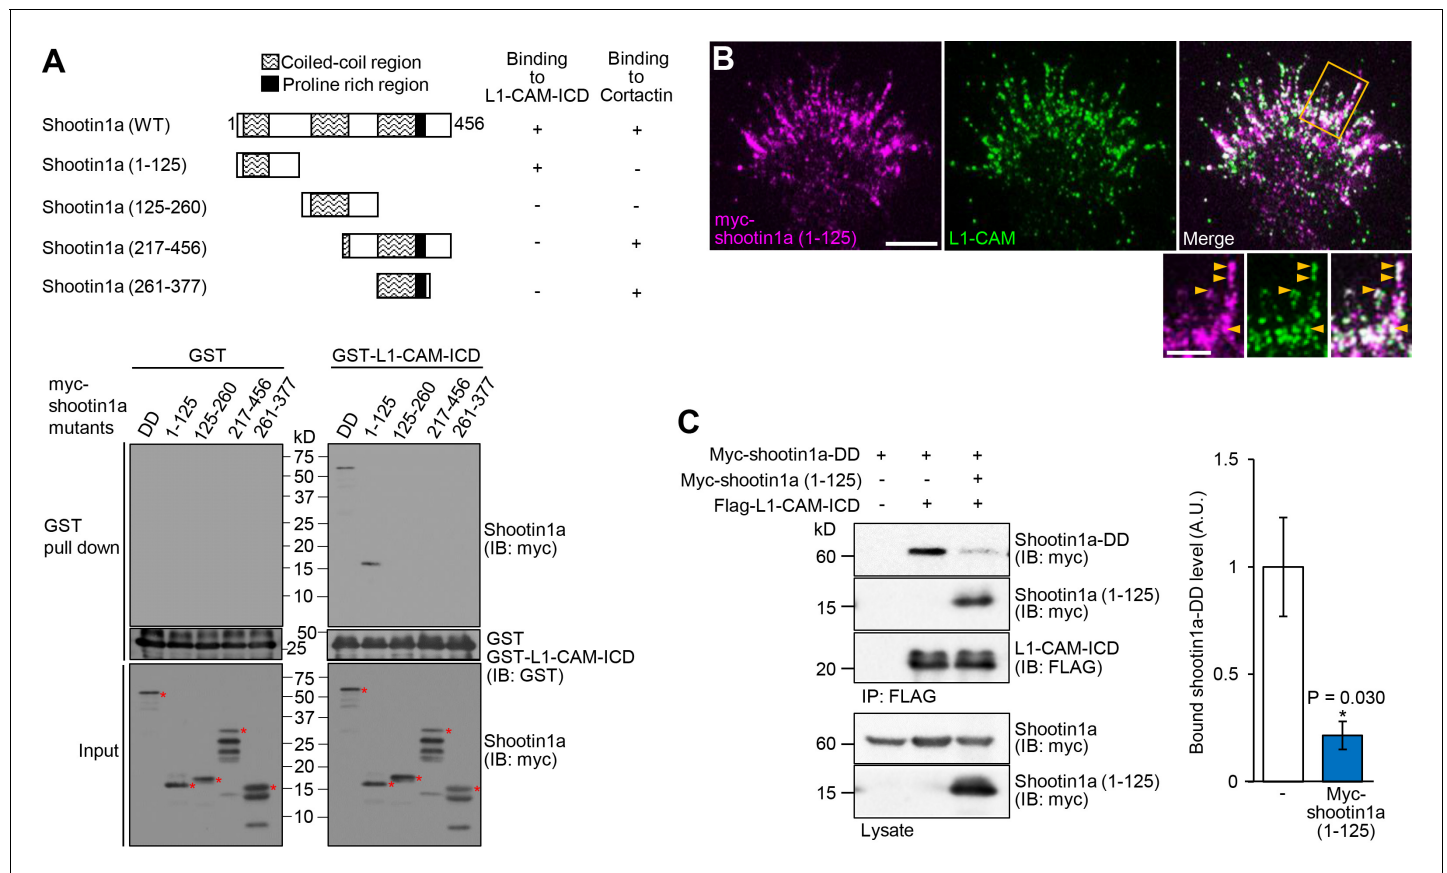 A
Coiled-coil region
Proline rich region
Binding
to
L1-CAM-ICD
Binding
to
Cortactin
Shootin1a (WT)
1
456
+
+
Shootin1a (1-125)
+
-
Shootin1a (125-260)
-
-
Shootin1a (217-456)
-
+
Shootin1a (261-377)
-
+
GST
GST-L1-CAM-ICD
myc-
shootin1a
mutants
DD
1-125
125-260
217-456
261-377
kD
DD
1-125
125-260
217-456
261-377
GST
pull down
75
50
37
25
20
15
10
Shootin1a
(IB: myc)
50
25
GST
GST-L1-CAM-ICD
(IB: GST)
Input
75
50
37
25
20
15
10
Shootin1a
(IB: myc)
*
*
*
*
*
*
*
*
*
*
B
myc-
shootin1a (1-125)
L1-CAM
Merge
C
Myc-shootin1a-DD + + +
Myc-shootin1a (1-125) - - +
Flag-L1-CAM-ICD - + +
kD
60
Shootin1a-DD
(IB: myc)
15
Shootin1a (1-125)
(IB: myc)
20
L1-CAM-ICD
(IB: FLAG)
IP: FLAG
60
Shootin1a
(IB: myc)
15
Shootin1a (1-125)
(IB: myc)
Lysate
Bound shootin1a-DD level (A.U.)
1.5
1
0.5
0
P = 0.030
*
-
Myc-
shootin1a
(1-125)